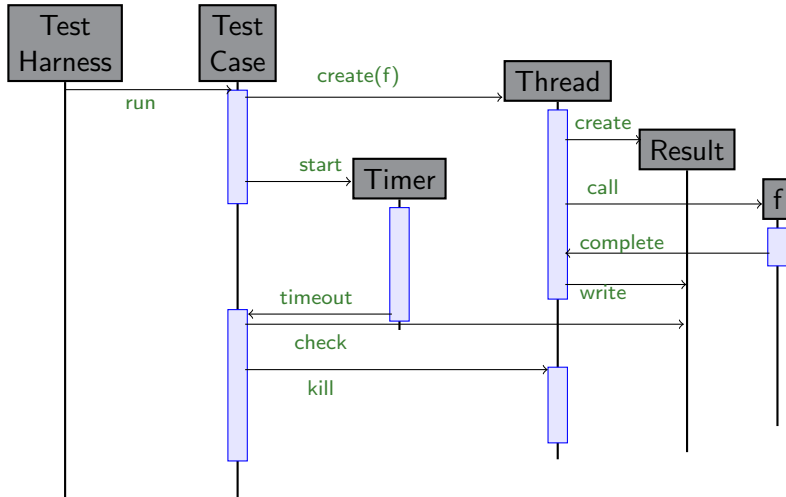 Test
Harness
Test
Case
create(f)
Thread
run
create
Result
start
Timer
call
f
complete
timeout
write
check
kill